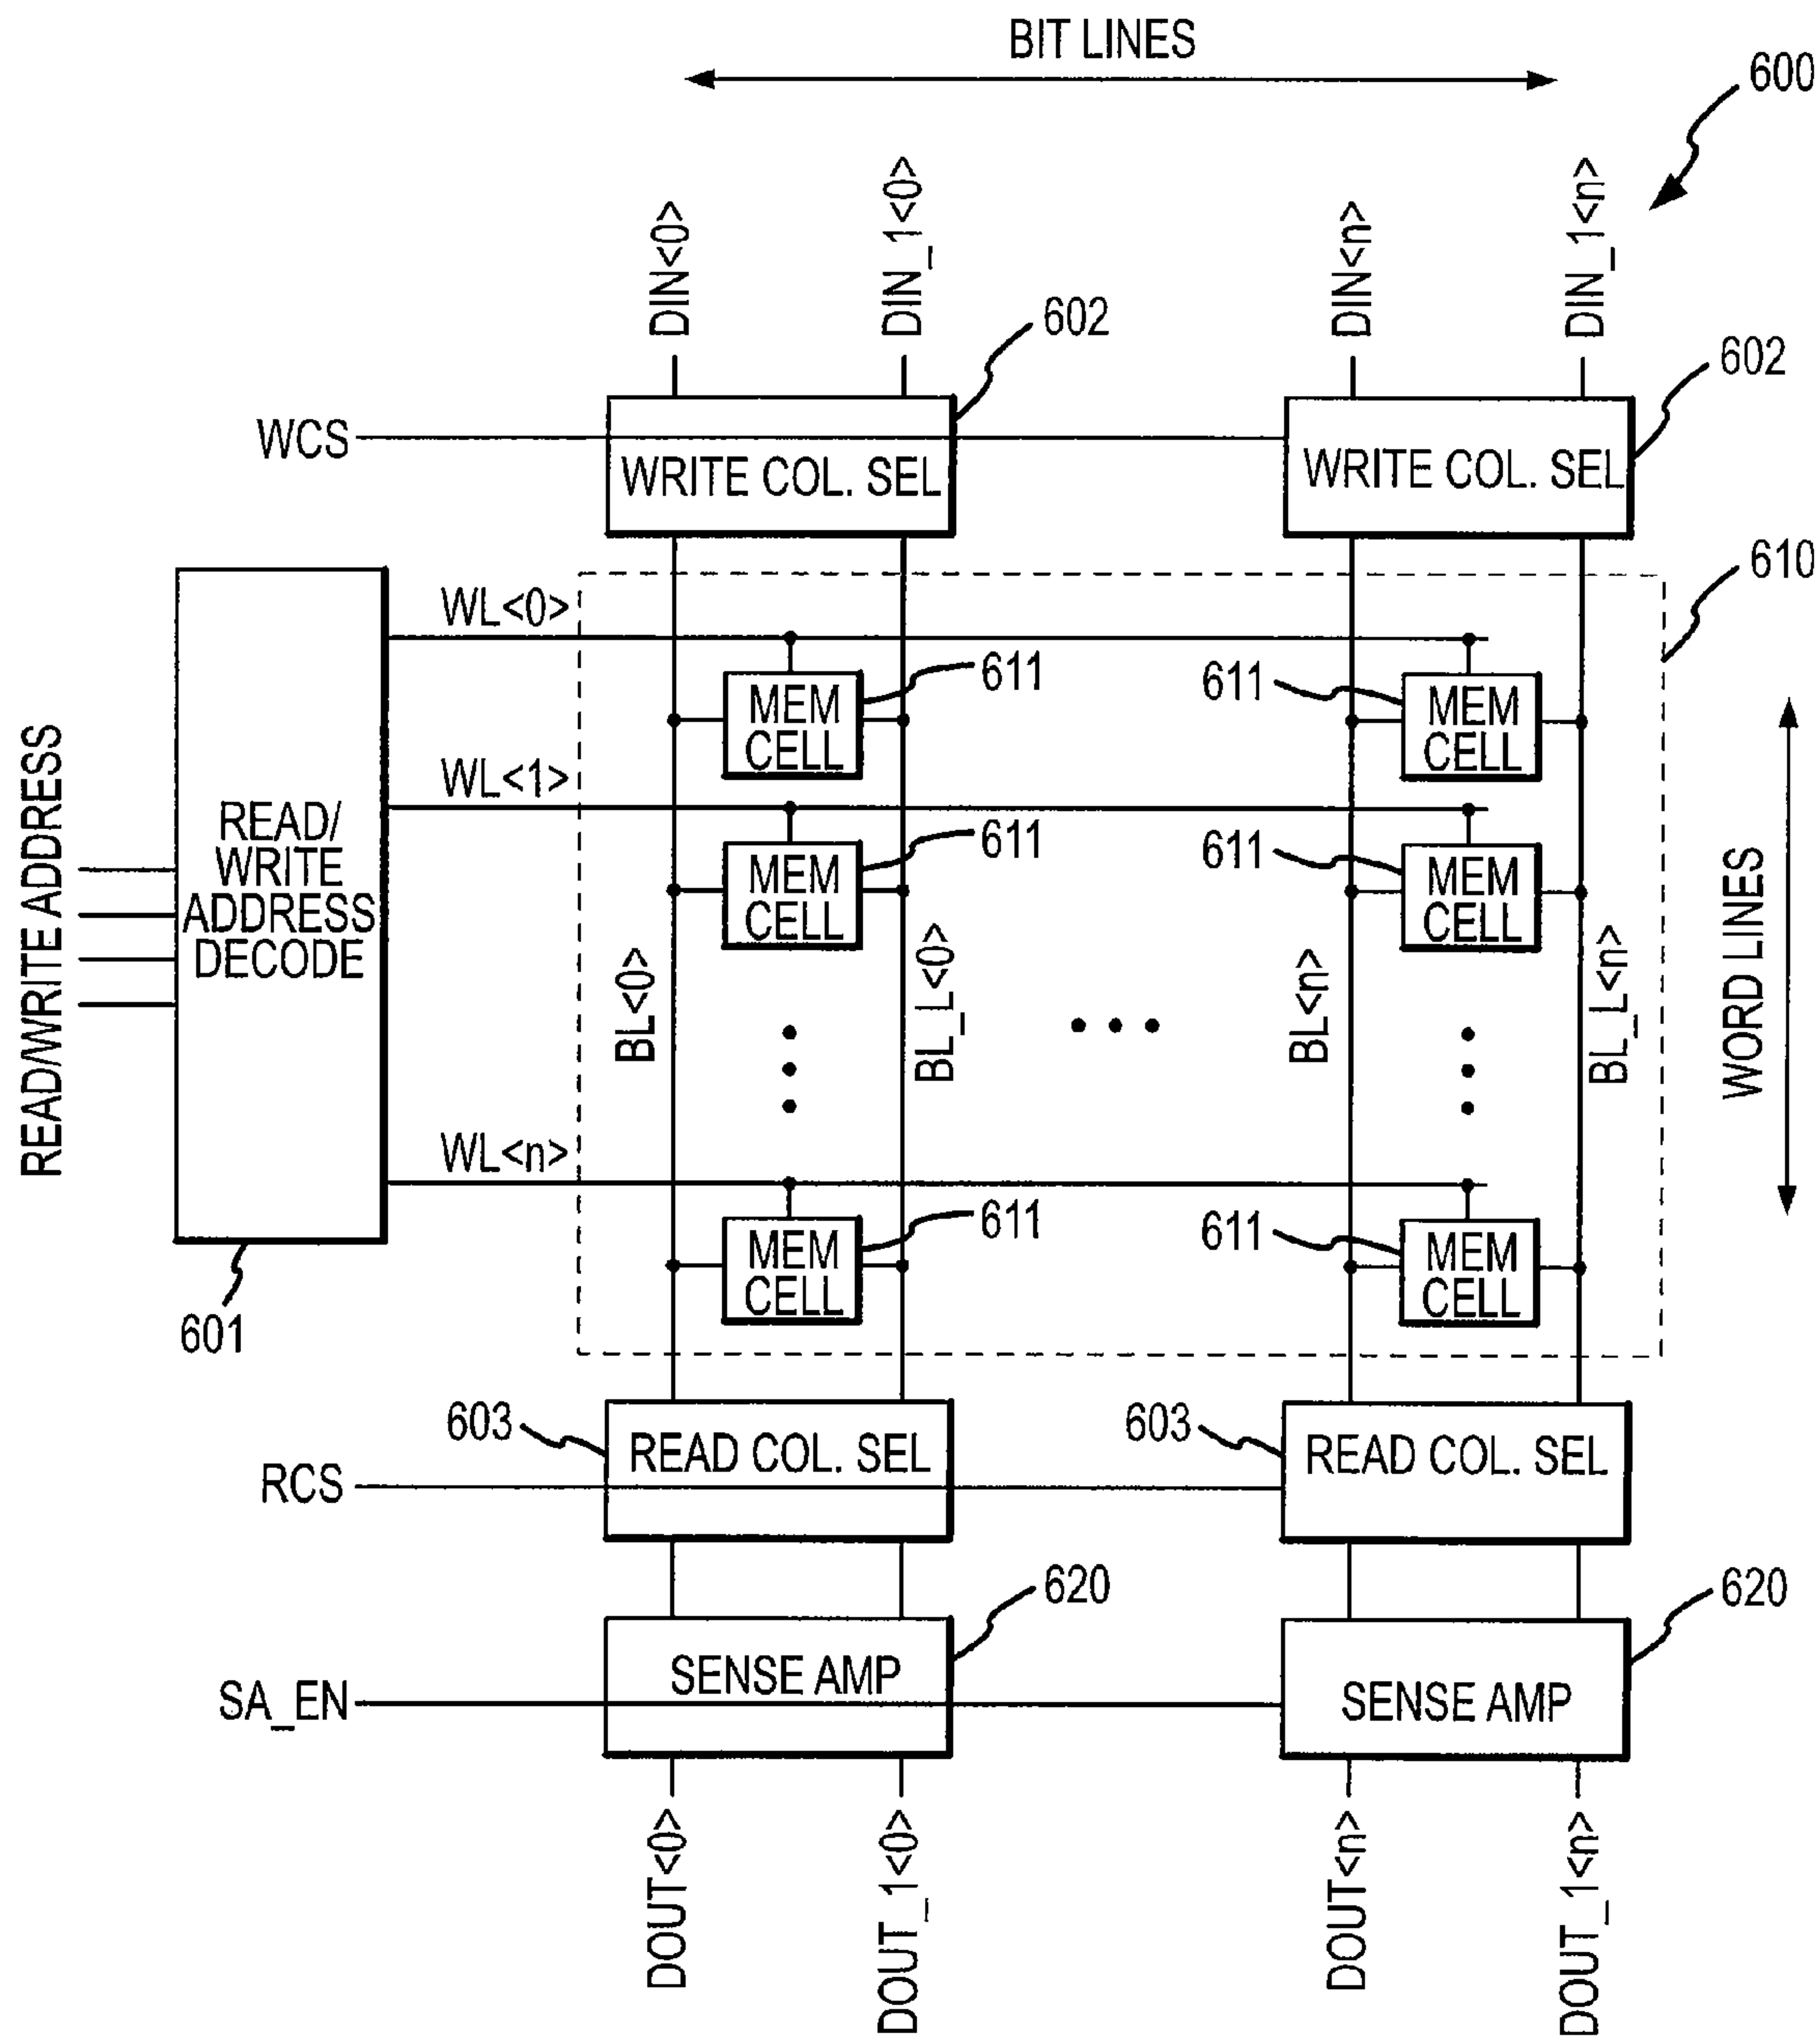 BIT LINES
600
DIN<0>
DIN_1<0>
DIN<n>
DIN_1<n>
602
602
WCS
WRITE COL. SEL
WRITE COL. SEL
610
READ/WRITE ADDRESS
READ/
WRITE
ADDRESS
DECODE
601
WL<0>
611
MEM
CELL
611
MEM
CELL
WL<1>
611
MEM
CELL
611
MEM
CELL
BL<0>
BL_L<0>
BL<n>
BL_L<n>
WORD LINES
WL<n>
611
MEM
CELL
611
MEM
CELL
603
READ COL. SEL
603
READ COL. SEL
RCS
620
620
SENSE AMP
SENSE AMP
SA_EN
DOUT<0>
DOUT_1<0>
DOUT<n>
DOUT_1<n>